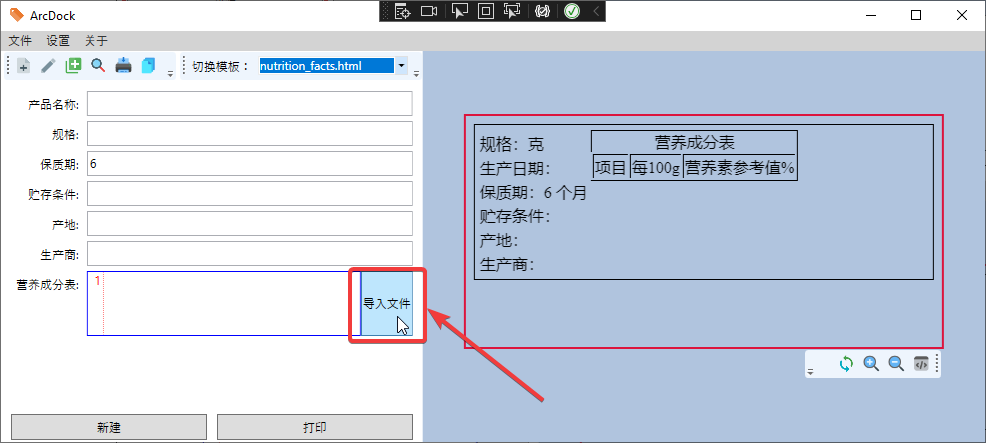 ArcDock
文件 设置 关于
切换模板： nutrition_facts.html
产品名称:
规格:
保质期: 6
贮存条件:
产地:
生产商:
营养成分表: 1
导入文件
新建 打印
规格：克
生产日期：
保质期：6 个月
贮存条件：
产地：
生产商：
营养成分表
项目 每100g 营养素参考值%